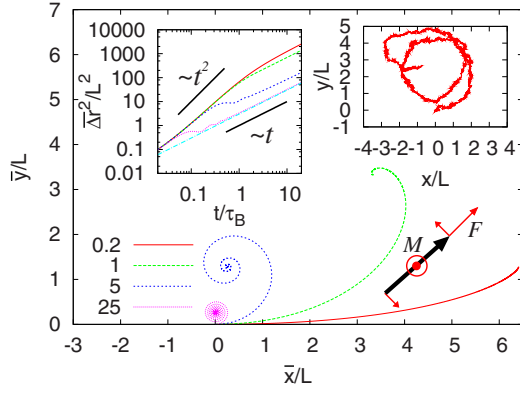 7
6
5
4
3
2
1
0
ȳ/L
-3 -2 -1 0 1 2 3 4 5 6
x̄/L
0.2
1
5
25
10000
1000
100
10
1
0.1
0.01
Δ̅r̅²/L²
0.1 1 10
t/τ_B
~t²
~t
5
4
3
2
1
0
-1
y/L
-4-3-2-1 0 1 2 3 4
x/L
M F